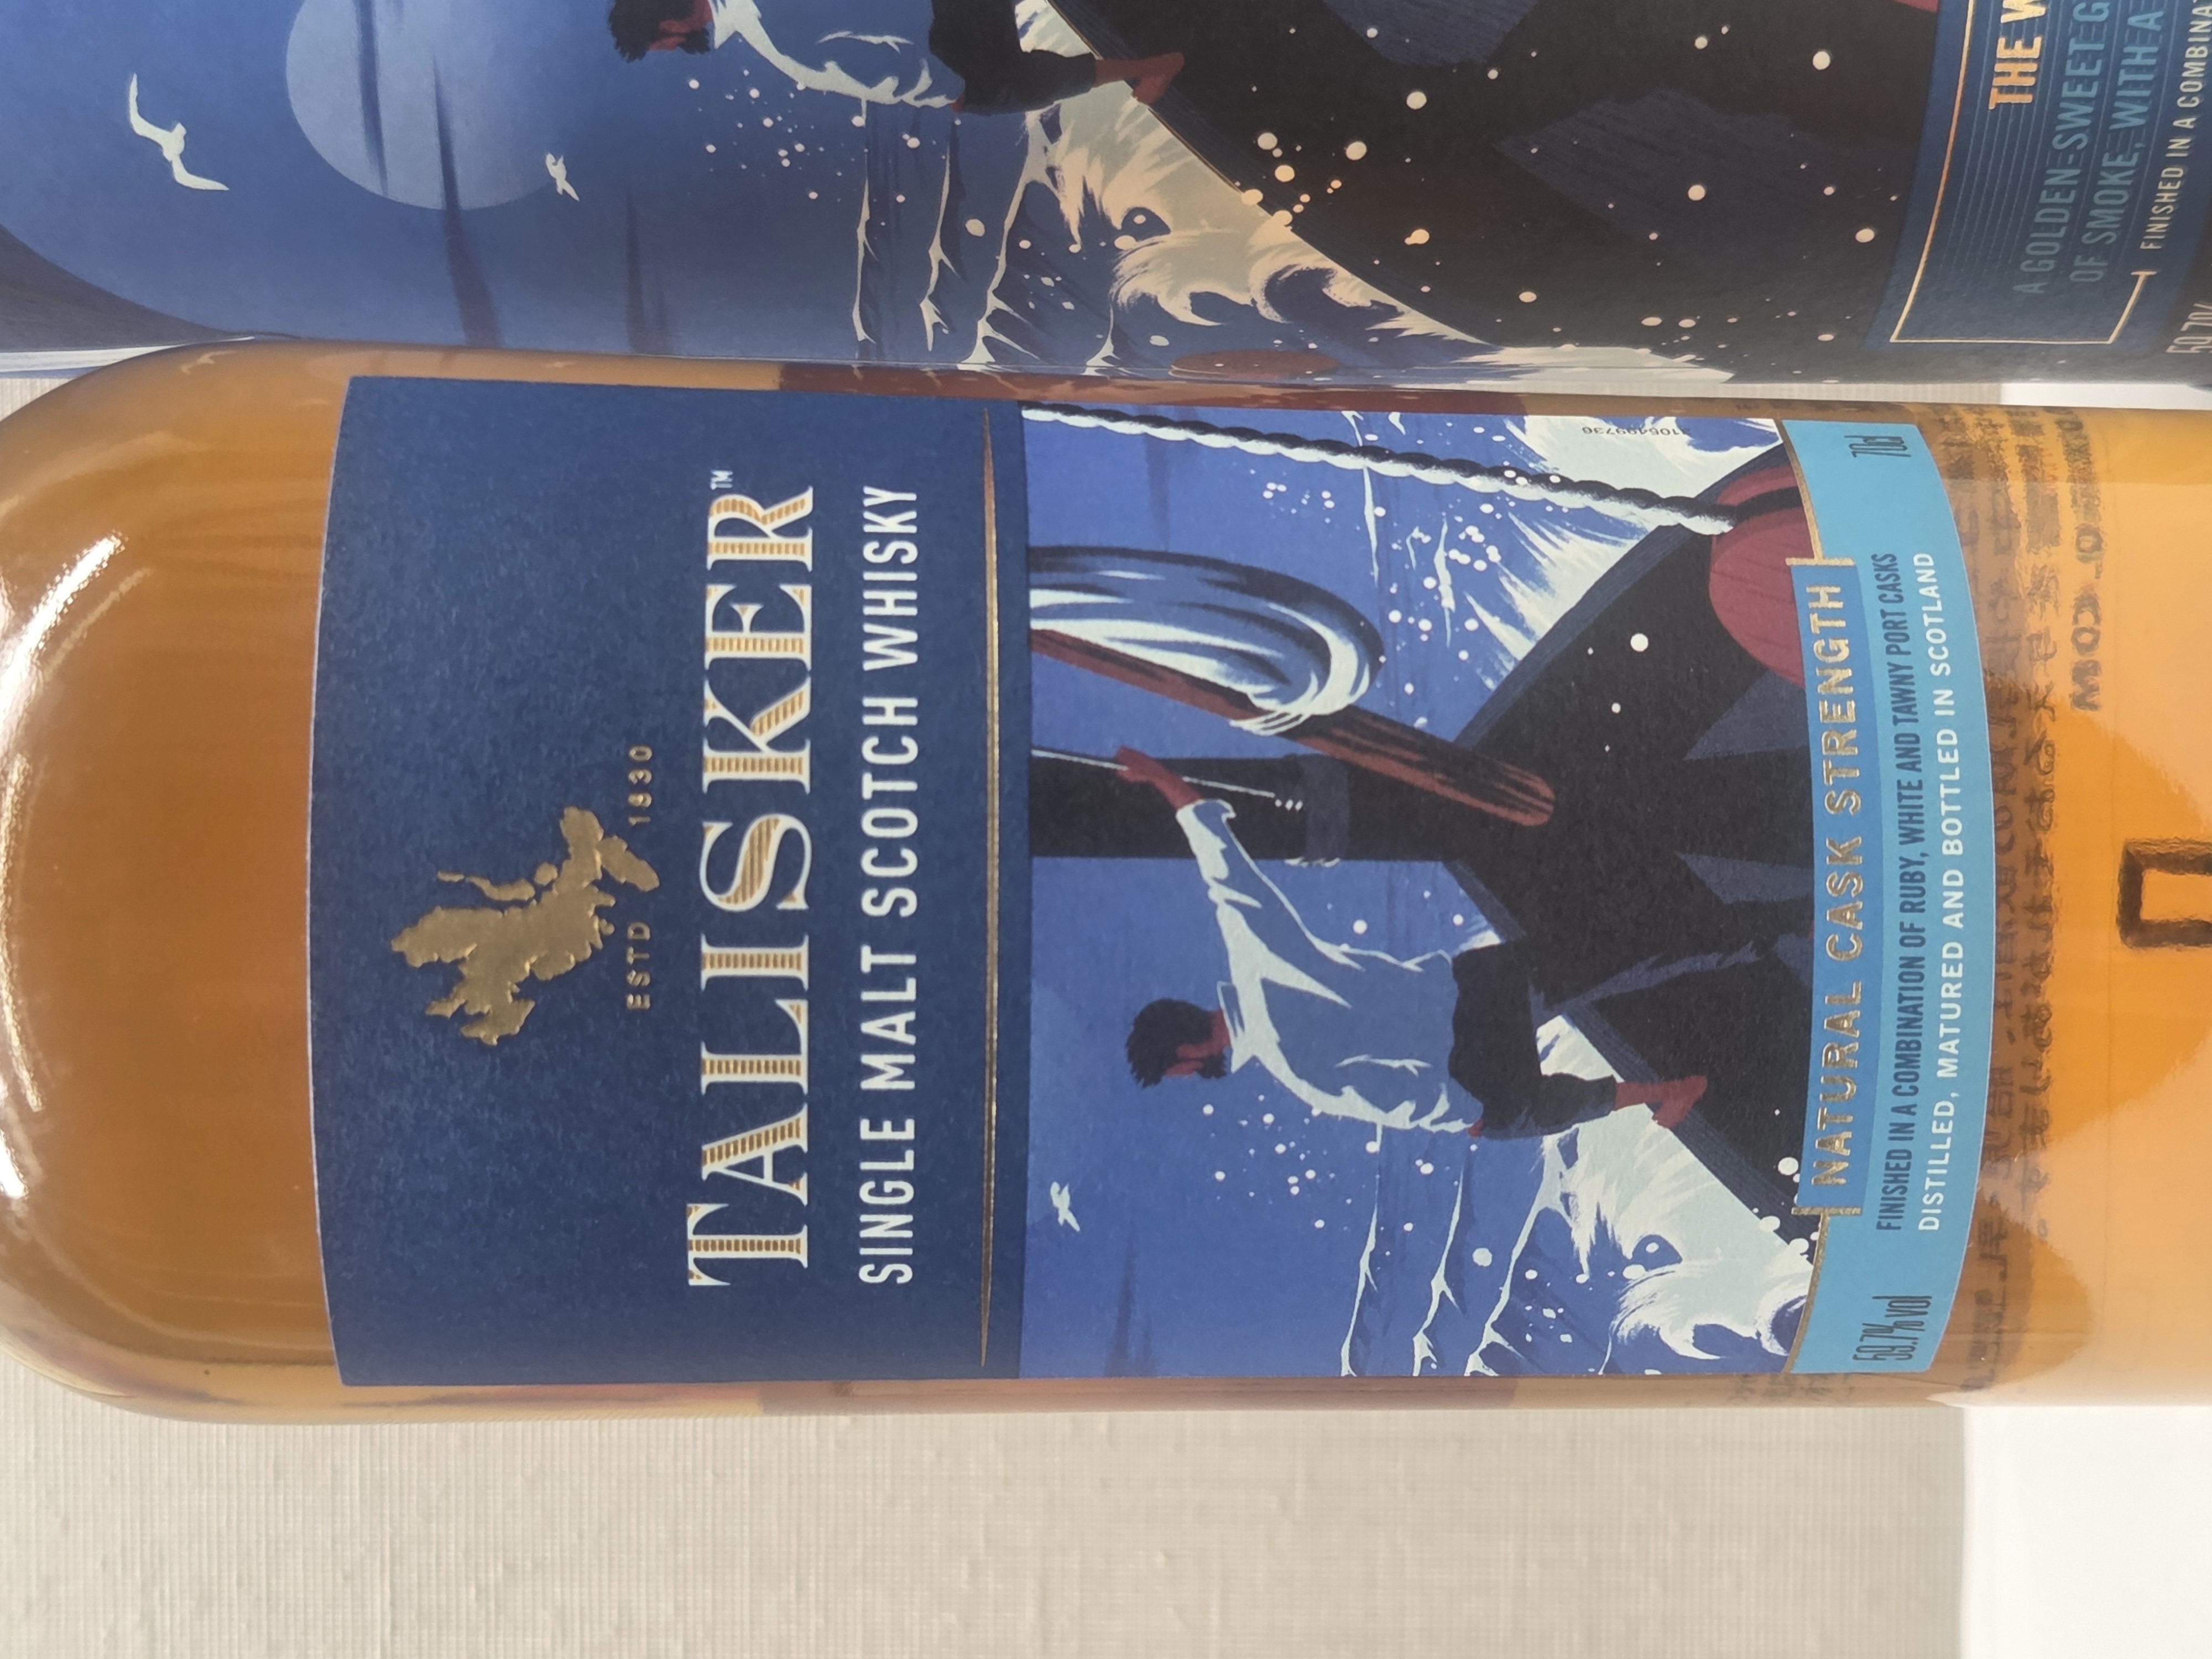 ESTD 1830
TALISKER™
SINGLE MALT SCOTCH WHISKY
NATURAL CASK STRENGTH
FINISHED IN A COMBINATION OF RUBY, WHITE AND TAWNY PORT CASKS
59.7% vol
DISTILLED, MATURED AND BOTTLED IN SCOTLAND
70cl
THE
A GOLDEN-SWEET
OF SMOKE, WITH A
FINISHED IN A
59.7%